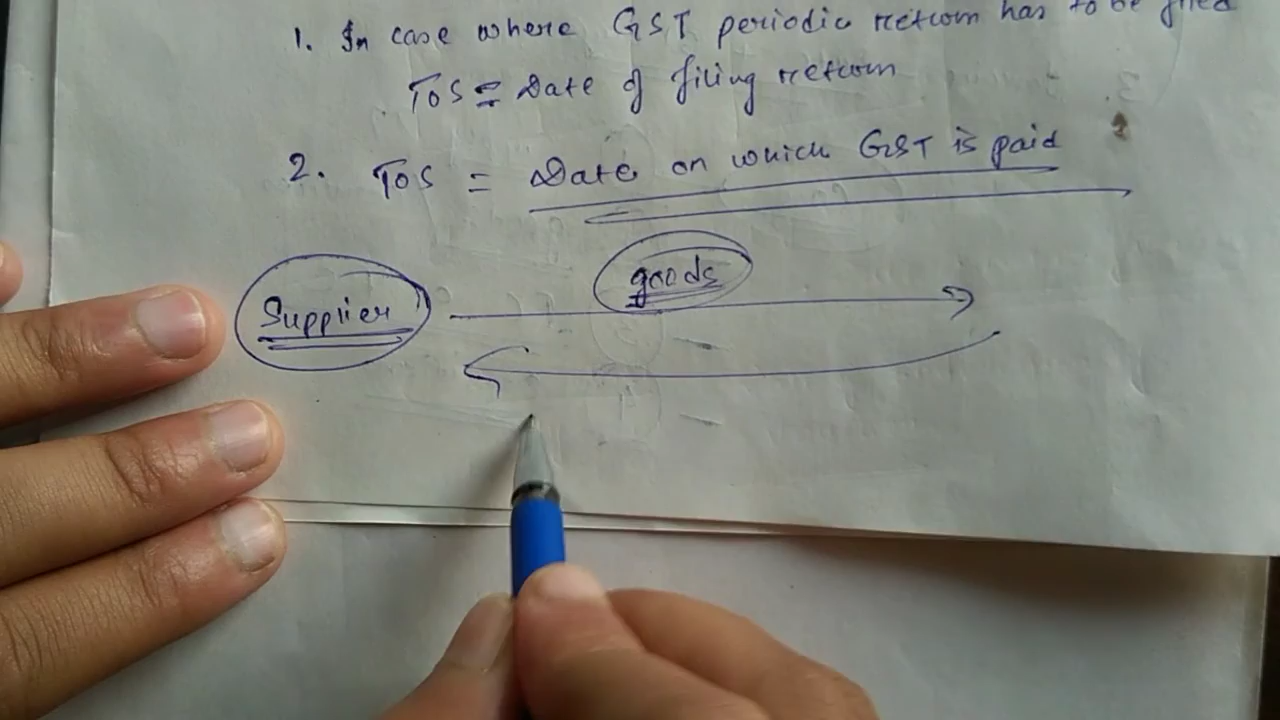 1. In case where GST periodic return has to be filed
TOS = Date of filing return
2. TOS = Date on which GST is paid
goods
Supplier